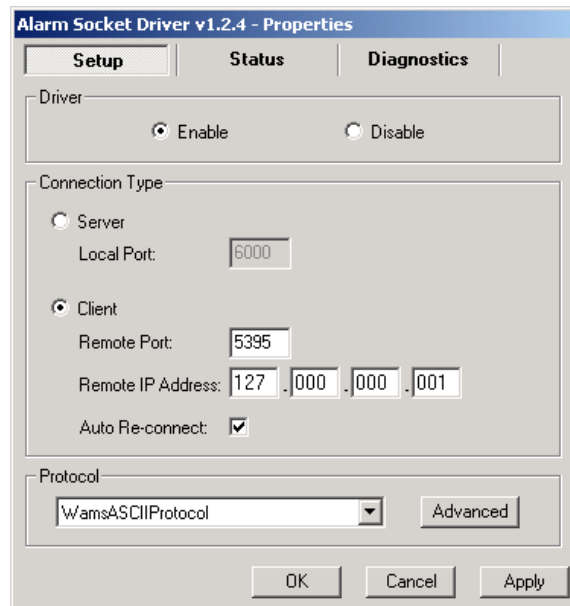 Alarm Socket Driver v1.2.4 - Properties
Setup Status Diagnostics
Driver
Enable Disable
Connection Type
Server
Local Port: 6000
Client
Remote Port: 5395
Remote IP Address: 127 . 000 . 000 . 001
Auto Re-connect:
Protocol
WamsASCIIProtocol Advanced
OK Cancel Apply